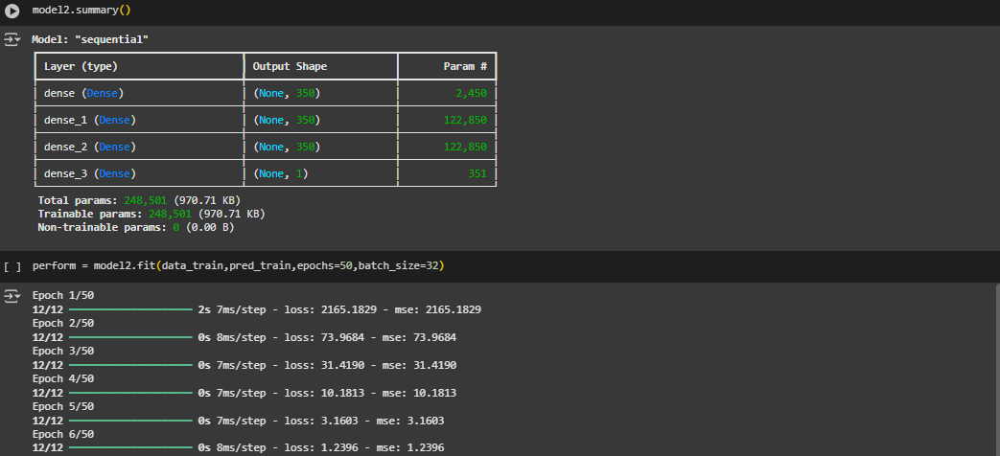 model2.summary()
Model: "sequential"
Layer (type) Output Shape Param #
dense (Dense) (None, 350) 2,450
dense_1 (Dense) (None, 350) 122,850
dense_2 (Dense) (None, 350) 122,850
dense_3 (Dense) (None, 1) 351
Total params: 248,501 (970.71 KB)
Trainable params: 248,501 (970.71 KB)
Non-trainable params: 0 (0.00 B)
[ ] perform = model2.fit(data_train,pred_train,epochs=50,batch_size=32)
Epoch 1/50
12/12 2s 7ms/step - loss: 2165.1829 - mse: 2165.1829
Epoch 2/50
12/12 0s 8ms/step - loss: 73.9684 - mse: 73.9684
Epoch 3/50
12/12 0s 7ms/step - loss: 31.4190 - mse: 31.4190
Epoch 4/50
12/12 0s 7ms/step - loss: 10.1813 - mse: 10.1813
Epoch 5/50
12/12 0s 7ms/step - loss: 3.1603 - mse: 3.1603
Epoch 6/50
12/12 0s 8ms/step - loss: 1.2396 - mse: 1.2396